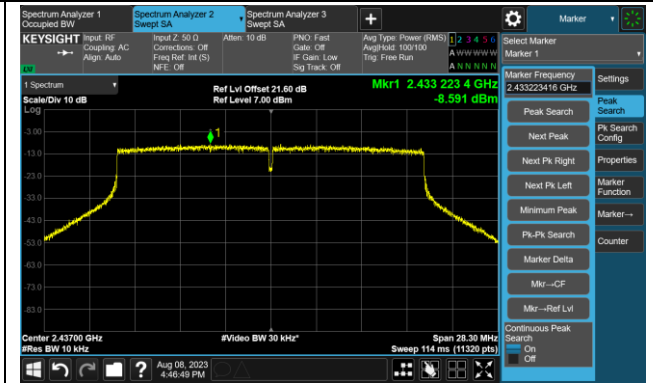 Spectrum Analyzer 1
Occupied BW
Spectrum Analyzer 2
Swept SA
Spectrum Analyzer 3
Swept SA
+
Marker
KEYSIGHT
Input: RF
Coupling: AC
Align: Auto
Input Z: 50 Ω
Corrections: Off
Freq Ref: Int (S)
NFE: Off
Atten: 10 dB
PNO: Fast
Gate: Off
IF Gain: Low
Sig Track: Off
Avg Type: Power (RMS)
Avg|Hold: 100/100
Trig: Free Run
1 2 3 4 5 6
A W W W W W
A N N N N N
Select Marker
Marker 1
LXI
1 Spectrum
Scale/Div 10 dB
Log
Ref Lvl Offset 21.60 dB
Ref Level 7.00 dBm
Mkr1 2.433 223 4 GHz
-8.591 dBm
1
-3.00
-13.0
-23.0
-33.0
-43.0
-53.0
-63.0
-73.0
-83.0
Center 2.43700 GHz
#Res BW 10 kHz
#Video BW 30 kHz*
Span 28.30 MHz
Sweep 114 ms (11320 pts)
Marker Frequency
2.433223416 GHz
Peak Search
Next Peak
Next Pk Right
Next Pk Left
Minimum Peak
Pk-Pk Search
Marker Delta
Mkr→CF
Mkr→Ref Lvl
Continuous Peak
Search
On
Off
Settings
Peak
Search
Pk Search
Config
Properties
Marker
Function
Marker→
Counter
?
Aug 08, 2023
4:46:49 PM